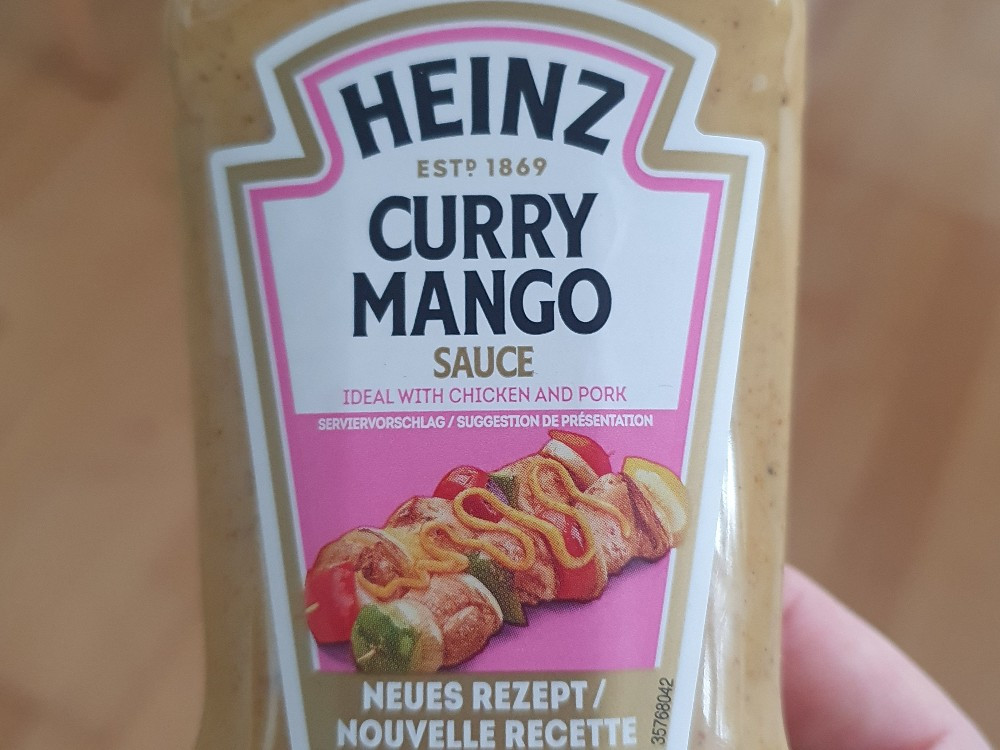 HEINZ
ESTD 1869
CURRY
MANGO
SAUCE
IDEAL WITH CHICKEN AND PORK
SERVIERVORSCHLAG / SUGGESTION DE PRÉSENTATION
NEUES REZEPT /
NOUVELLE RECETTE
35768042